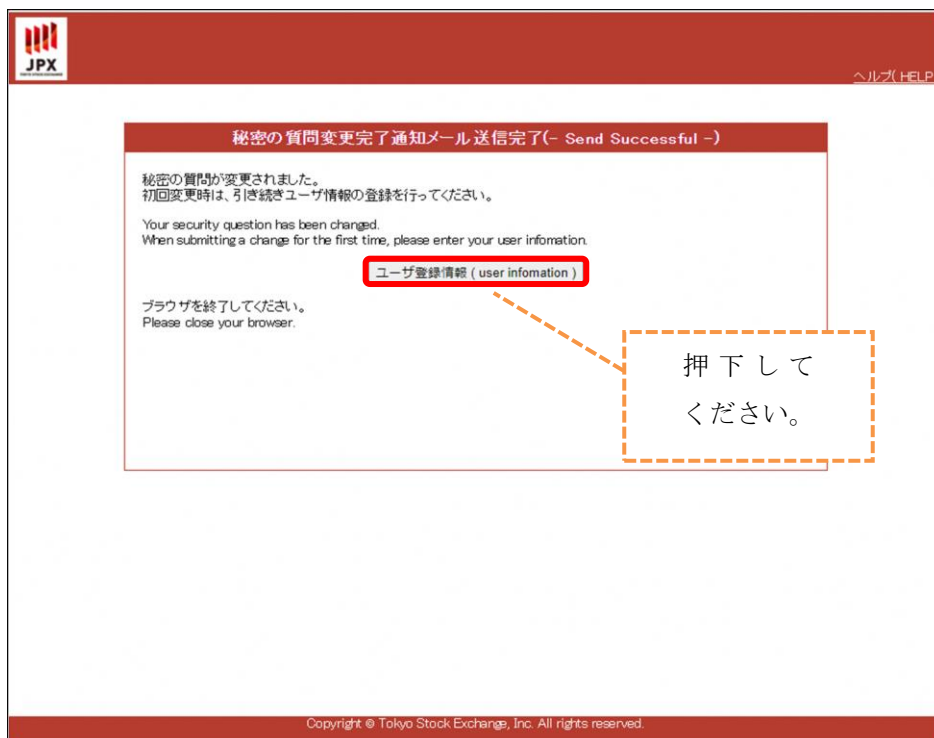 JPX
ヘルプ( HELP
秘密の質問変更完了通知メール送信完了(- Send Successful -)
秘密の質問が変更されました。
初回変更時は、引き続きユーザ情報の登録を行ってください。
Your security question has been changed.
When submitting a change for the first time, please enter your user infomation.
ユーザ登録情報 ( user infomation )
ブラウザを終了してください。
Please close your browser.
押下して
ください。
Copyright © Tokyo Stock Exchange, Inc. All rights reserved.